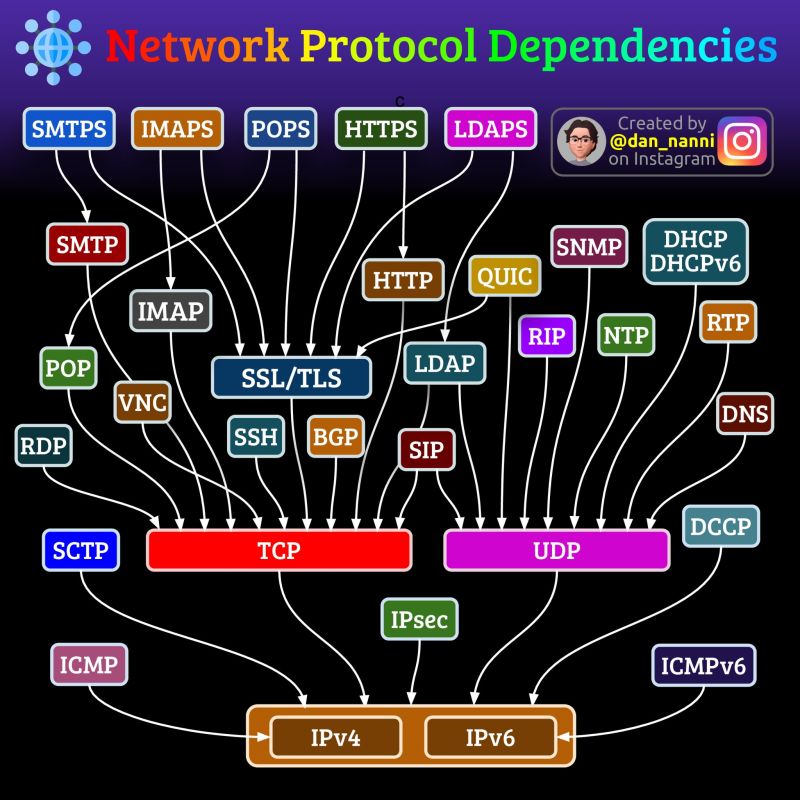 Network Protocol Dependencies
c
SMTPS
IMAPS
POPS
HTTPS
LDAPS
Created by
@dan_nanni
on Instagram
SMTP
SNMP
DHCP
DHCPv6
HTTP
QUIC
IMAP
RIP
NTP
RTP
POP
SSL/TLS
LDAP
VNC
DNS
RDP
SSH
BGP
SIP
SCTP
TCP
UDP
DCCP
IPsec
ICMP
ICMPv6
IPv4
IPv6